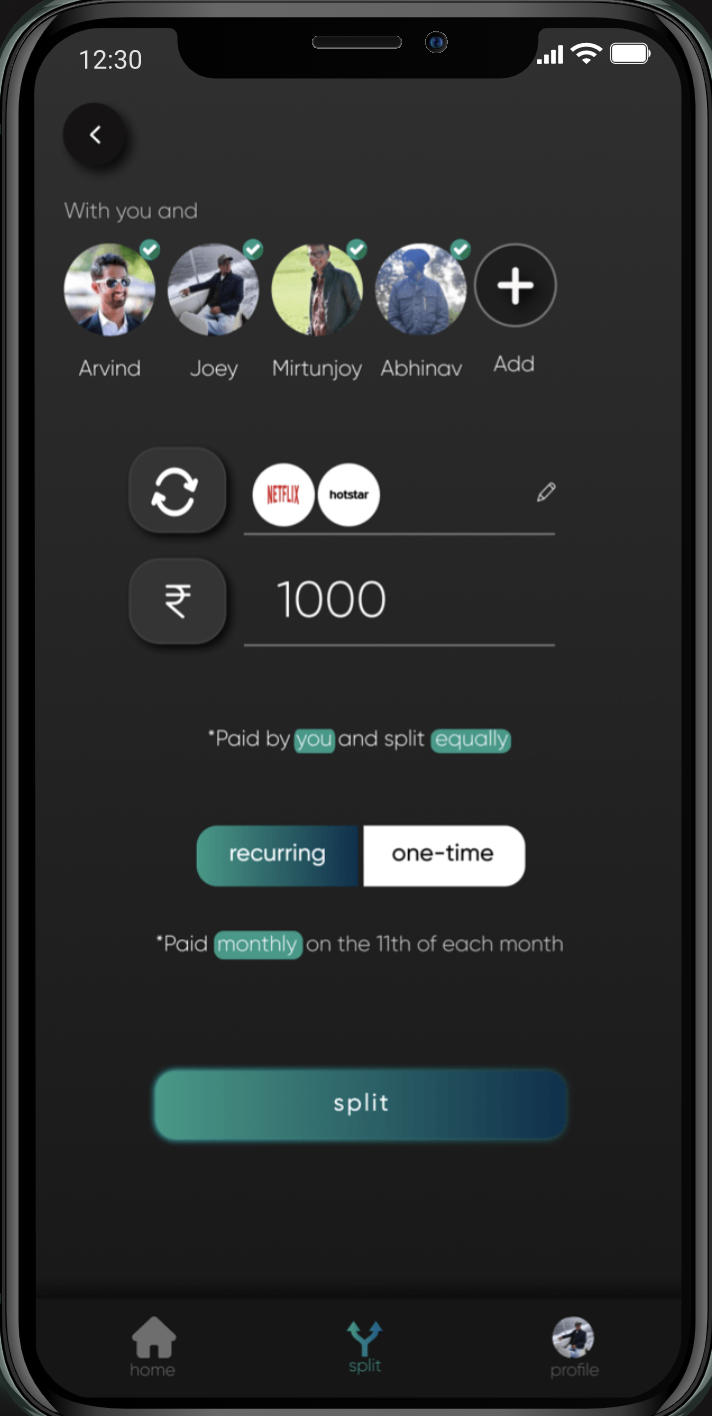 12:30
With you and
Arvind Joey Mirtunjoy Abhinav Add
NETFLIX hotstar
₹ 1000
*Paid by you and split equally
recurring one-time
*Paid monthly on the 11th of each month
split
home split profile